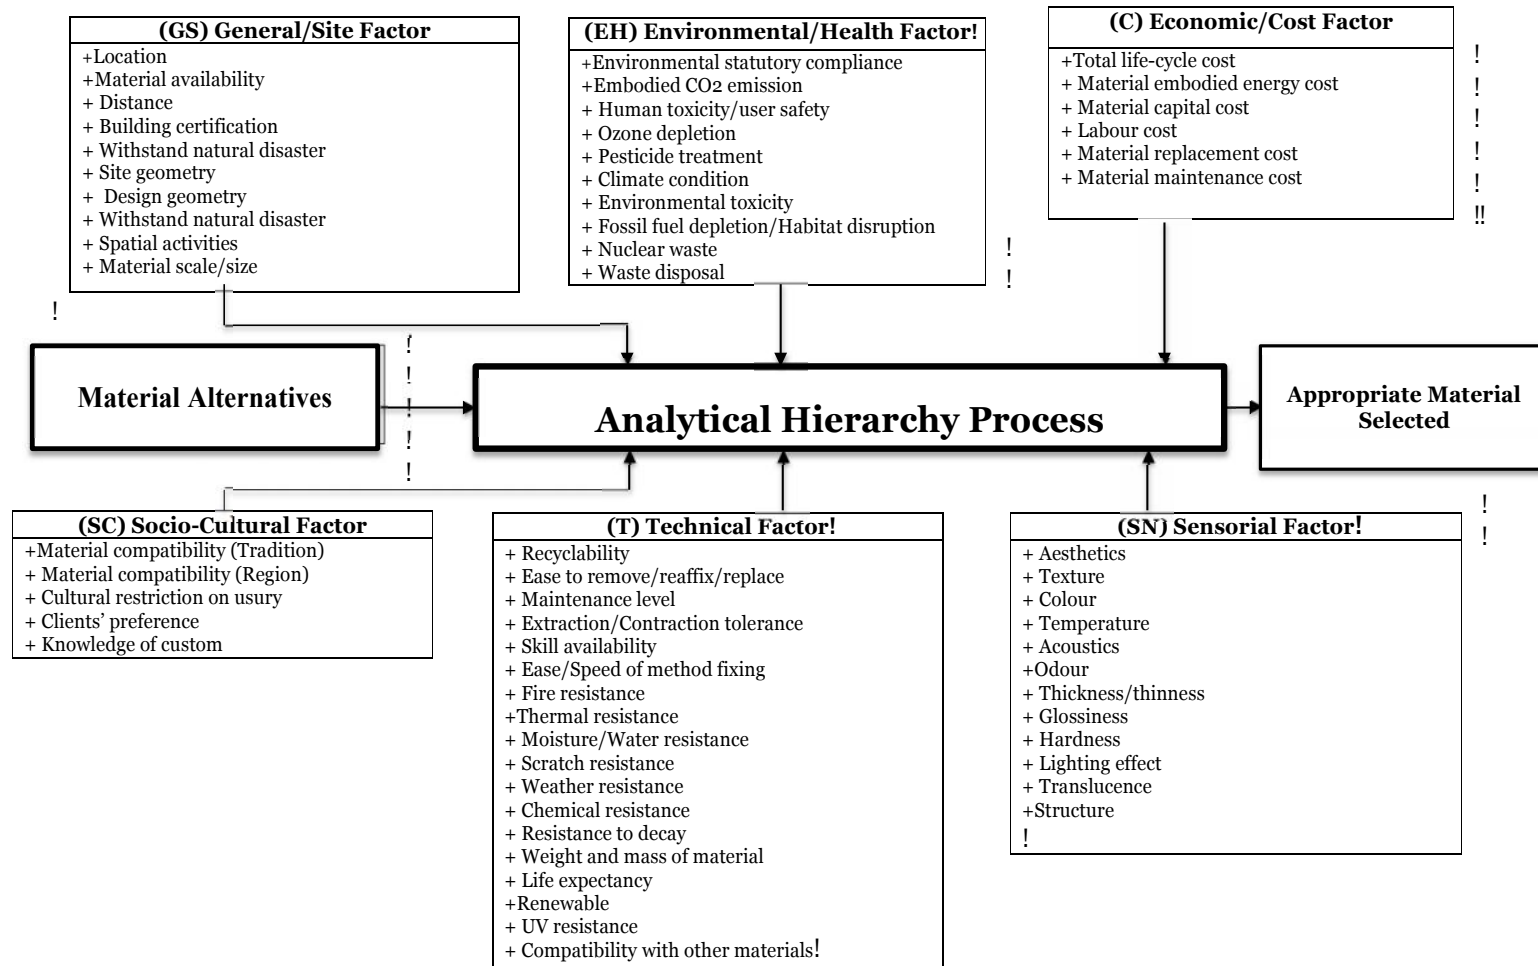 (GS) General/Site Factor
+Location
+Material availability
+ Distance
+ Building certification
+ Withstand natural disaster
+ Site geometry
+  Design geometry
+ Withstand natural disaster
+ Spatial activities
+ Material scale/size
!
(EH) Environmental/Health Factor!
+Environmental statutory compliance
+Embodied CO2 emission
+ Human toxicity/user safety
+ Ozone depletion
+ Pesticide treatment
+ Climate condition
+ Environmental toxicity
+ Fossil fuel depletion/Habitat disruption
+ Nuclear waste
+ Waste disposal
!
!
(C) Economic/Cost Factor
+Total life-cycle cost
+ Material embodied energy cost
+ Material capital cost
+ Labour cost
+ Material replacement cost
+ Material maintenance cost
!
!
!
!
!
!
!
!!
Material Alternatives
!
!
!
!
!
Analytical Hierarchy Process
Appropriate Material
Selected
(SC) Socio-Cultural Factor
+Material compatibility (Tradition)
+ Material compatibility (Region)
+ Cultural restriction on usury
+ Clients’ preference
+ Knowledge of custom
(T) Technical Factor!
+ Recyclability
+ Ease to remove/reaffix/replace
+ Maintenance level
+ Extraction/Contraction tolerance
+ Skill availability
+ Ease/Speed of method fixing
+ Fire resistance
+Thermal resistance
+ Moisture/Water resistance
+ Scratch resistance
+ Weather resistance
+ Chemical resistance
+ Resistance to decay
+ Weight and mass of material
+ Life expectancy
+Renewable
+ UV resistance
+ Compatibility with other materials!
(SN) Sensorial Factor!
+ Aesthetics
+ Texture
+ Colour
+ Temperature
+ Acoustics
+Odour
+ Thickness/thinness
+ Glossiness
+ Hardness
+ Lighting effect
+ Translucence
+Structure
!
!
!